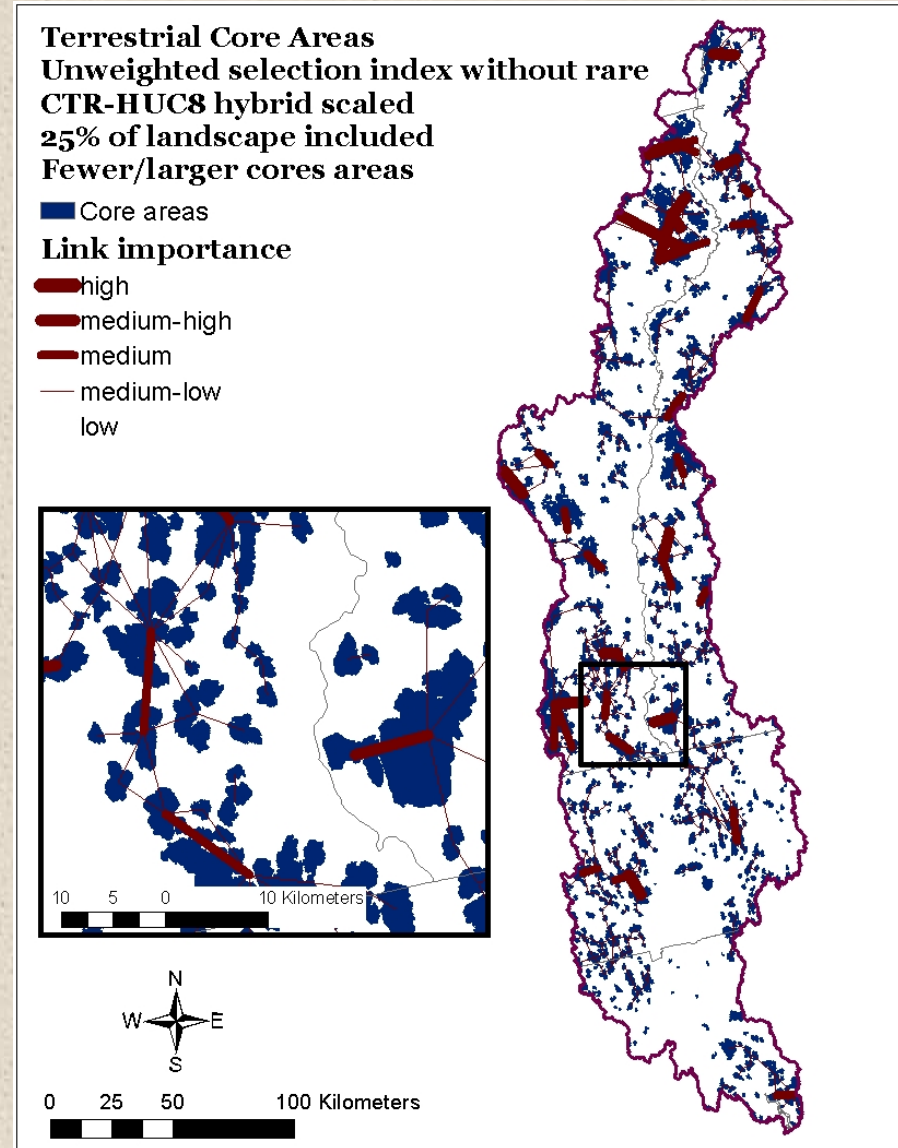 Terrestrial Core Areas
Unweighted selection index without rare
CTR-HUC8 hybrid scaled
25% of landscape included
Fewer/larger cores areas
Core areas
Link importance
high
medium-high
medium
medium-low
low
10 5 0 10 Kilometers
N
W E
S
0 25 50 100 Kilometers